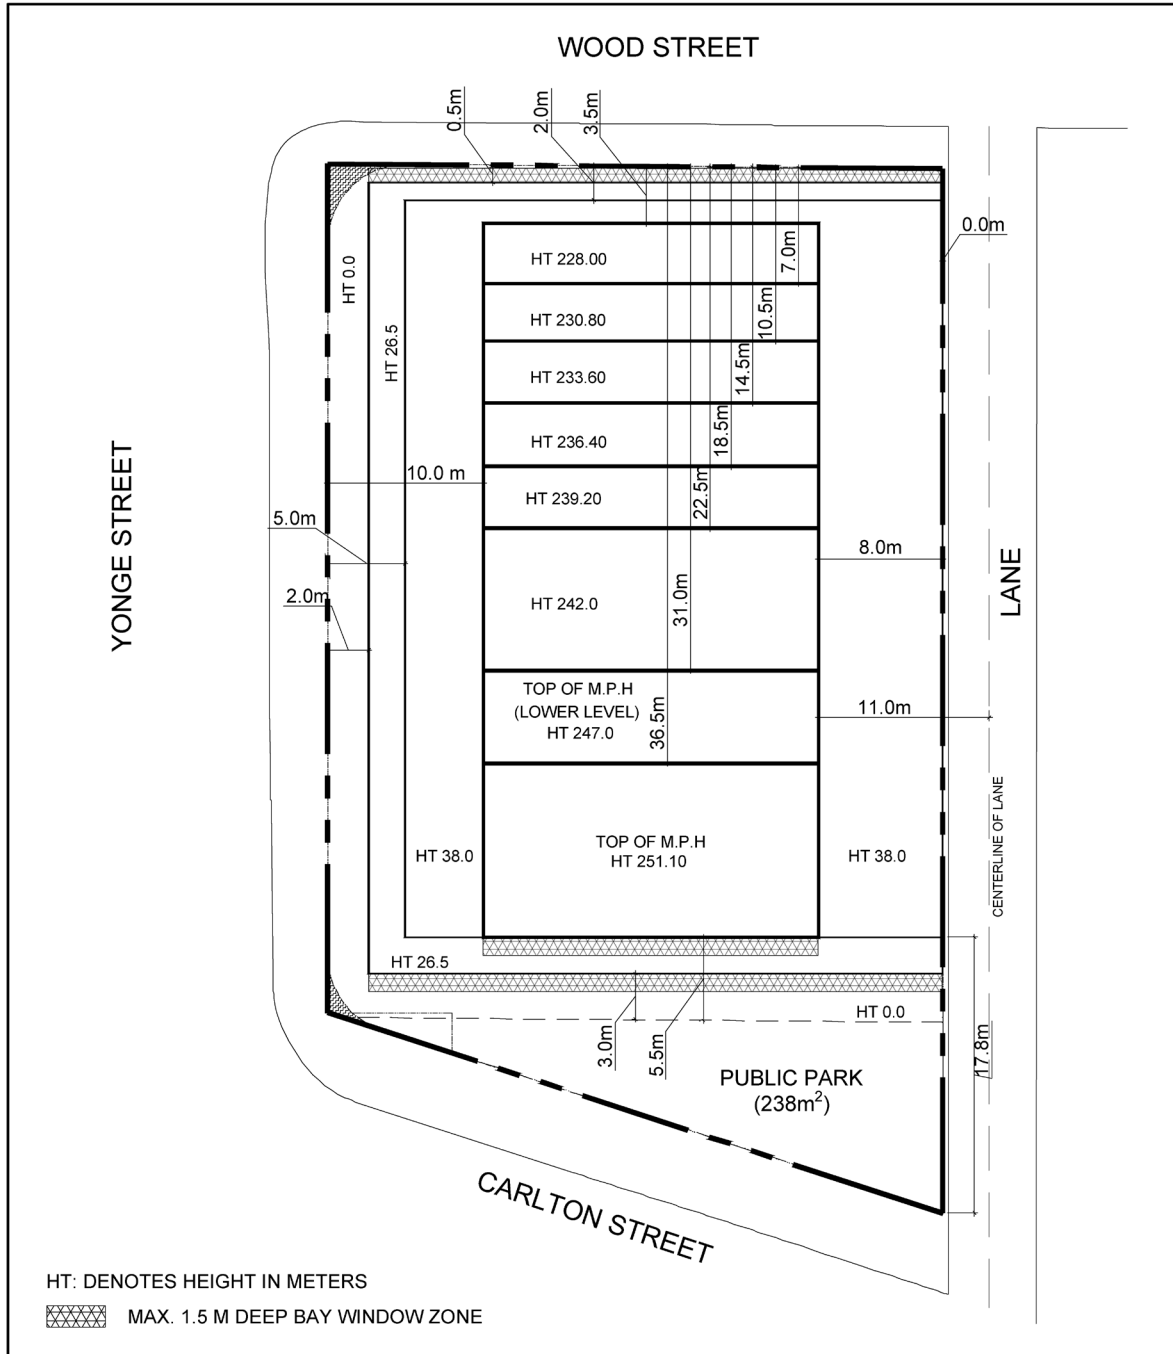 WOOD STREET
0.5m
2.0m
3.5m
0.0m
HT 0.0
HT 228.00
7.0m
HT 230.80
10.5m
HT 26.5
HT 233.60
14.5m
HT 236.40
18.5m
10.0 m
HT 239.20
22.5m
5.0m
8.0m
YONGE STREET
LANE
2.0m
HT 242.0
31.0m
TOP OF M.P.H
(LOWER LEVEL)
HT 247.0
36.5m
11.0m
CENTERLINE OF LANE
TOP OF M.P.H
HT 251.10
HT 38.0
HT 38.0
HT 26.5
HT 0.0
3.0m
5.5m
17.8m
PUBLIC PARK
(238m²)
CARLTON STREET
HT: DENOTES HEIGHT IN METERS
MAX. 1.5 M DEEP BAY WINDOW ZONE